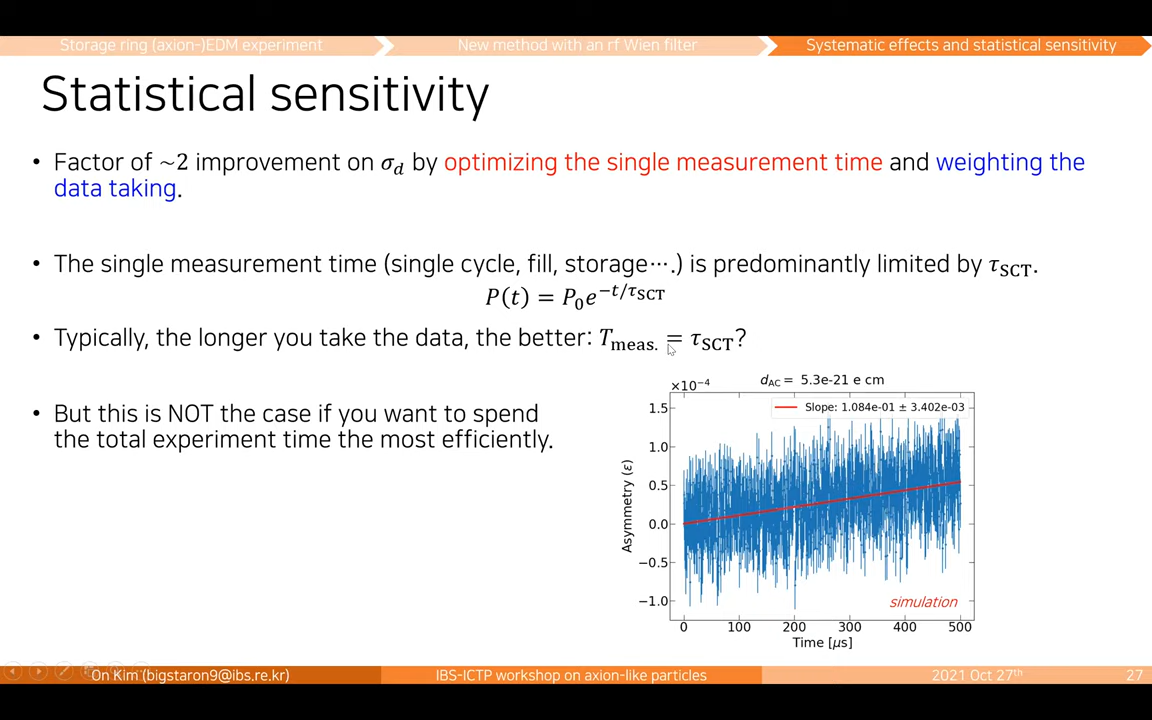 Storage ring (axion-)EDM experiment
New method with an rf Wien filter
Systematic effects and statistical sensitivity
Statistical sensitivity
• Factor of ~2 improvement on σ_d by optimizing the single measurement time and weighting the
data taking.
• The single measurement time (single cycle, fill, storage⋯.) is predominantly limited by τ_SCT.
P(t) = P_0e^{−t/τ_SCT}
• Typically, the longer you take the data, the better: T_meas. = τ_SCT?
• But this is NOT the case if you want to spend
the total experiment time the most efficiently.
×10^{−4}
d_AC = 5.3e-21 e cm
Slope: 1.084e-01 ± 3.402e-03
1.5
1.0
0.5
0.0
−0.5
−1.0
Asymmetry (ε)
simulation
0 100 200 300 400 500
Time [μs]
On Kim (bigstaron9@ibs.re.kr)
IBS-ICTP workshop on axion-like particles
2021 Oct 27th
27